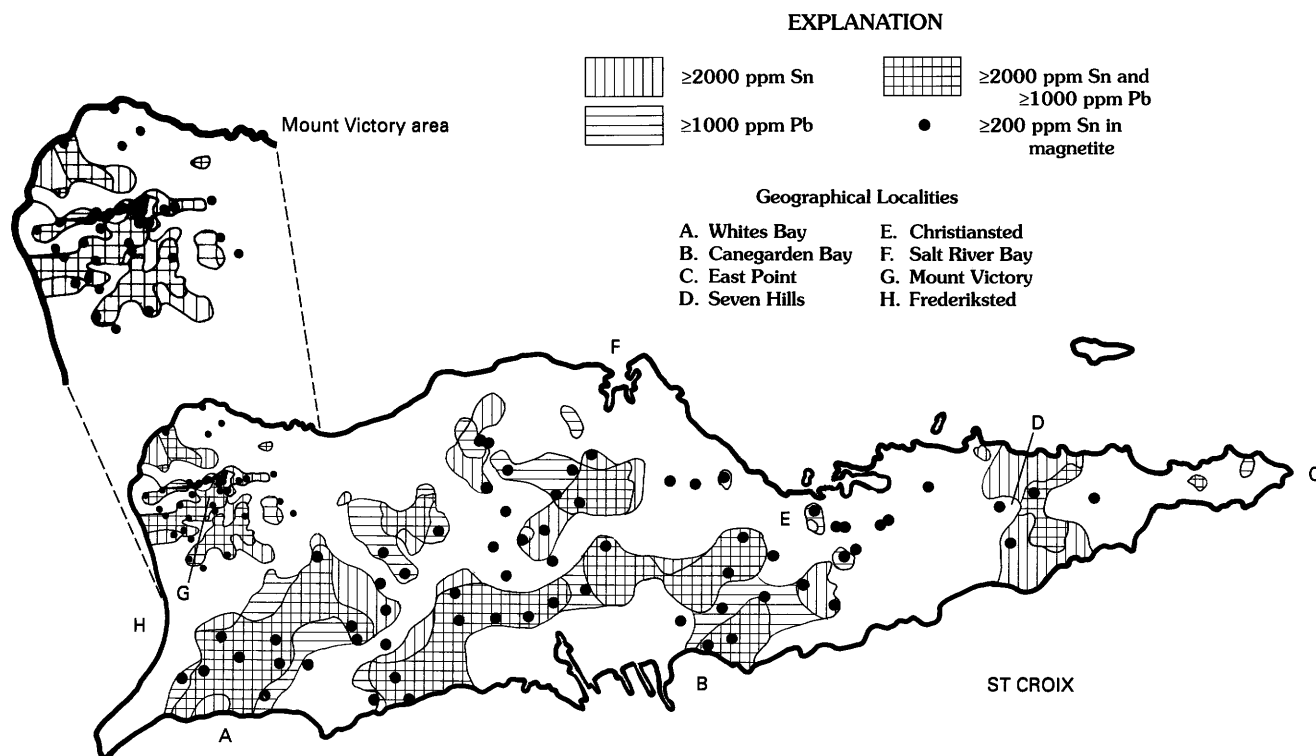 EXPLANATION
≥2000 ppm Sn
≥2000 ppm Sn and
≥1000 ppm Pb
≥1000 ppm Pb
≥200 ppm Sn in
magnetite
Mount Victory area
Geographical Localities
A. Whites Bay
B. Canegarden Bay
C. East Point
D. Seven Hills
E. Christiansted
F. Salt River Bay
G. Mount Victory
H. Frederiksted
F
D
C
E
G
H
B
ST CROIX
A